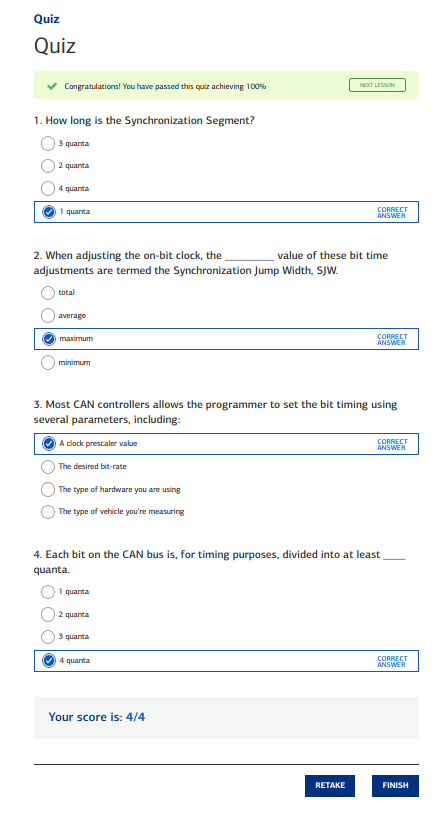 Quiz
Quiz
Congratulations! You have passed this quiz achieving 100%
NEXT LESSON
1. How long is the Synchronization Segment?
3 quanta
2 quanta
4 quanta
1 quanta
CORRECT
ANSWER
2. When adjusting the on-bit clock, the ________ value of these bit time
adjustments are termed the Synchronization Jump Width, SJW.
total
average
maximum
CORRECT
ANSWER
minimum
3. Most CAN controllers allows the programmer to set the bit timing using
several parameters, including:
A clock prescaler value
CORRECT
ANSWER
The desired bit-rate
The type of hardware you are using
The type of vehicle you're measuring
4. Each bit on the CAN bus is, for timing purposes, divided into at least ____
quanta.
1 quanta
2 quanta
3 quanta
4 quanta
CORRECT
ANSWER
Your score is: 4/4
RETAKE
FINISH